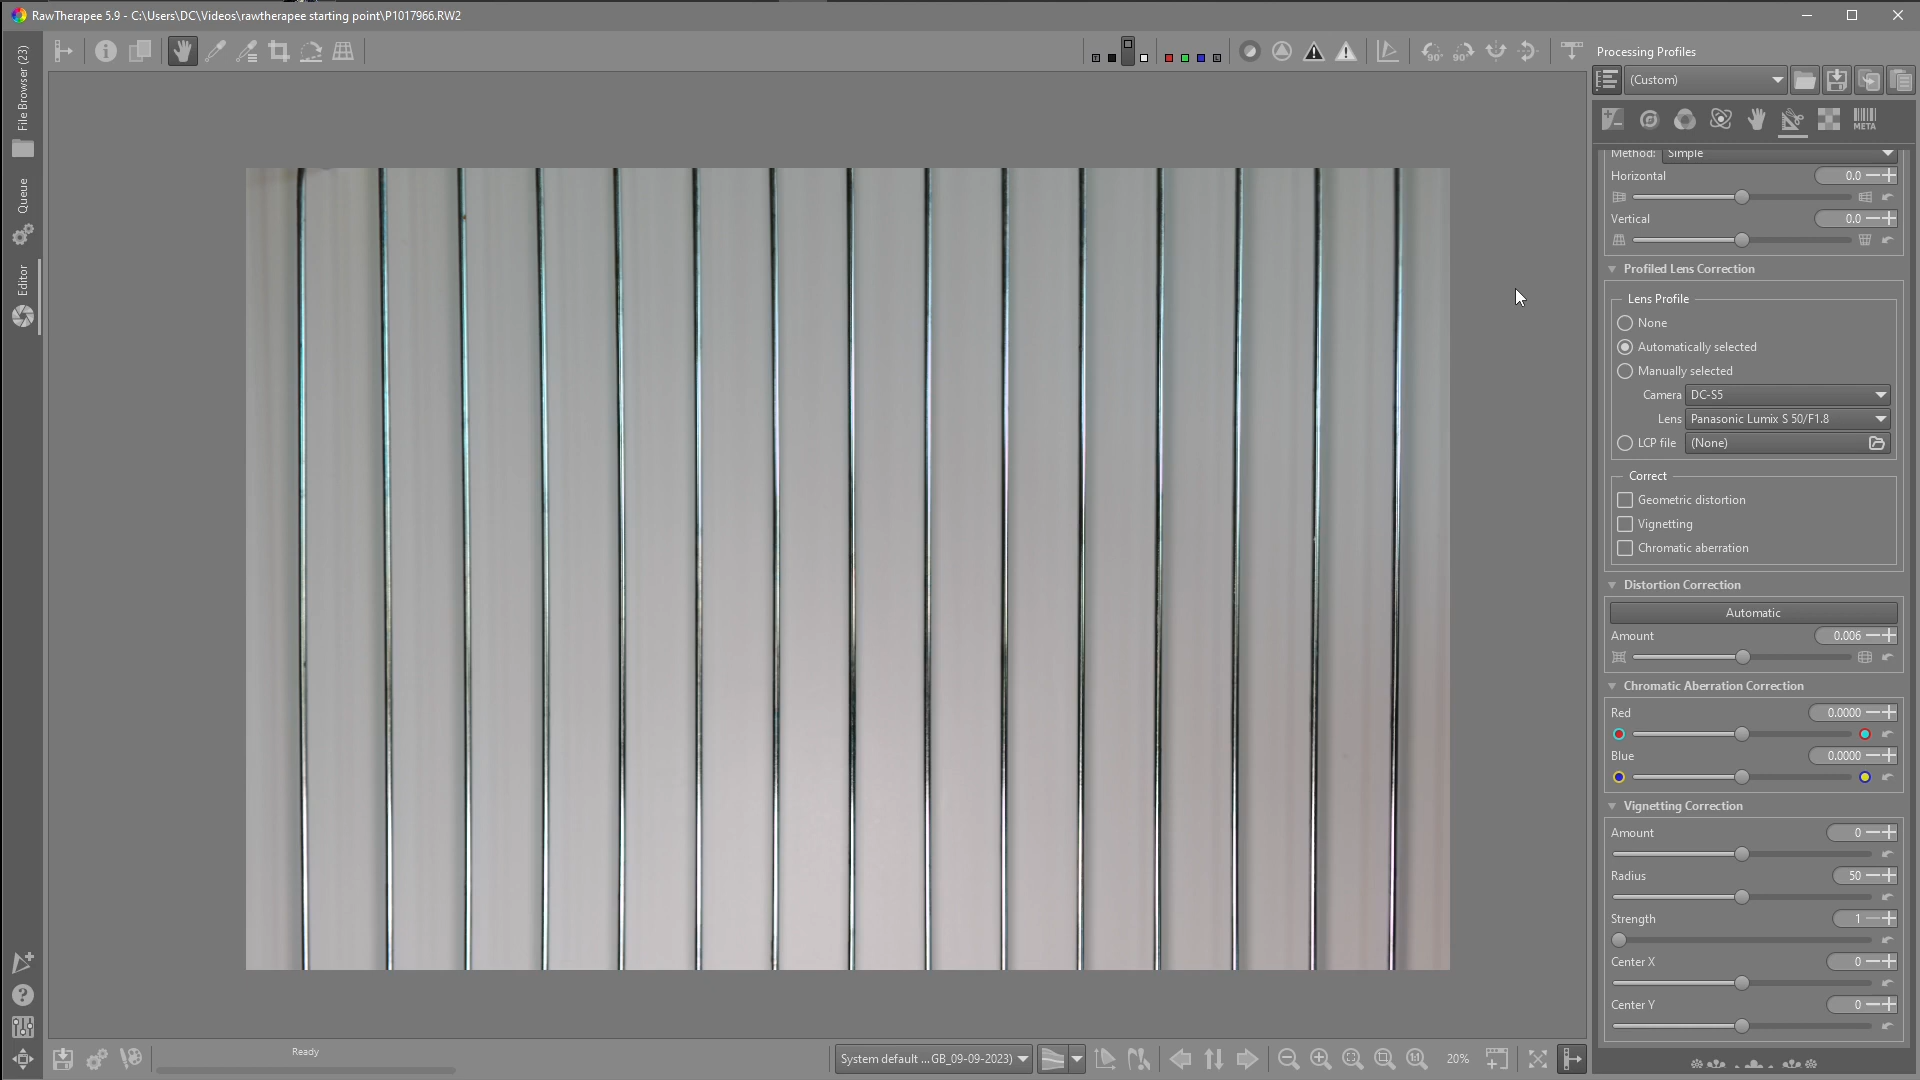 RawTherapee 5.9 - C:\Users\DC\Videos\rawtherapee starting point\P1017966.RW2
File Browser (23)
Queue
Editor
90°
90°
Processing Profiles
(Custom)
META
Method: Simple
Horizontal 0.0
Vertical 0.0
Profiled Lens Correction
Lens Profile
None
Automatically selected
Manually selected
Camera DC-S5
Lens Panasonic Lumix S 50/F1.8
LCP file (None)
Correct
Geometric distortion
Vignetting
Chromatic aberration
Distortion Correction
Automatic
Amount 0.006
Chromatic Aberration Correction
Red 0.0000
Blue 0.0000
Vignetting Correction
Amount 0
Radius 50
Strength 1
Center X 0
Center Y 0
Ready
System default ...GB_09-09-2023)
20%